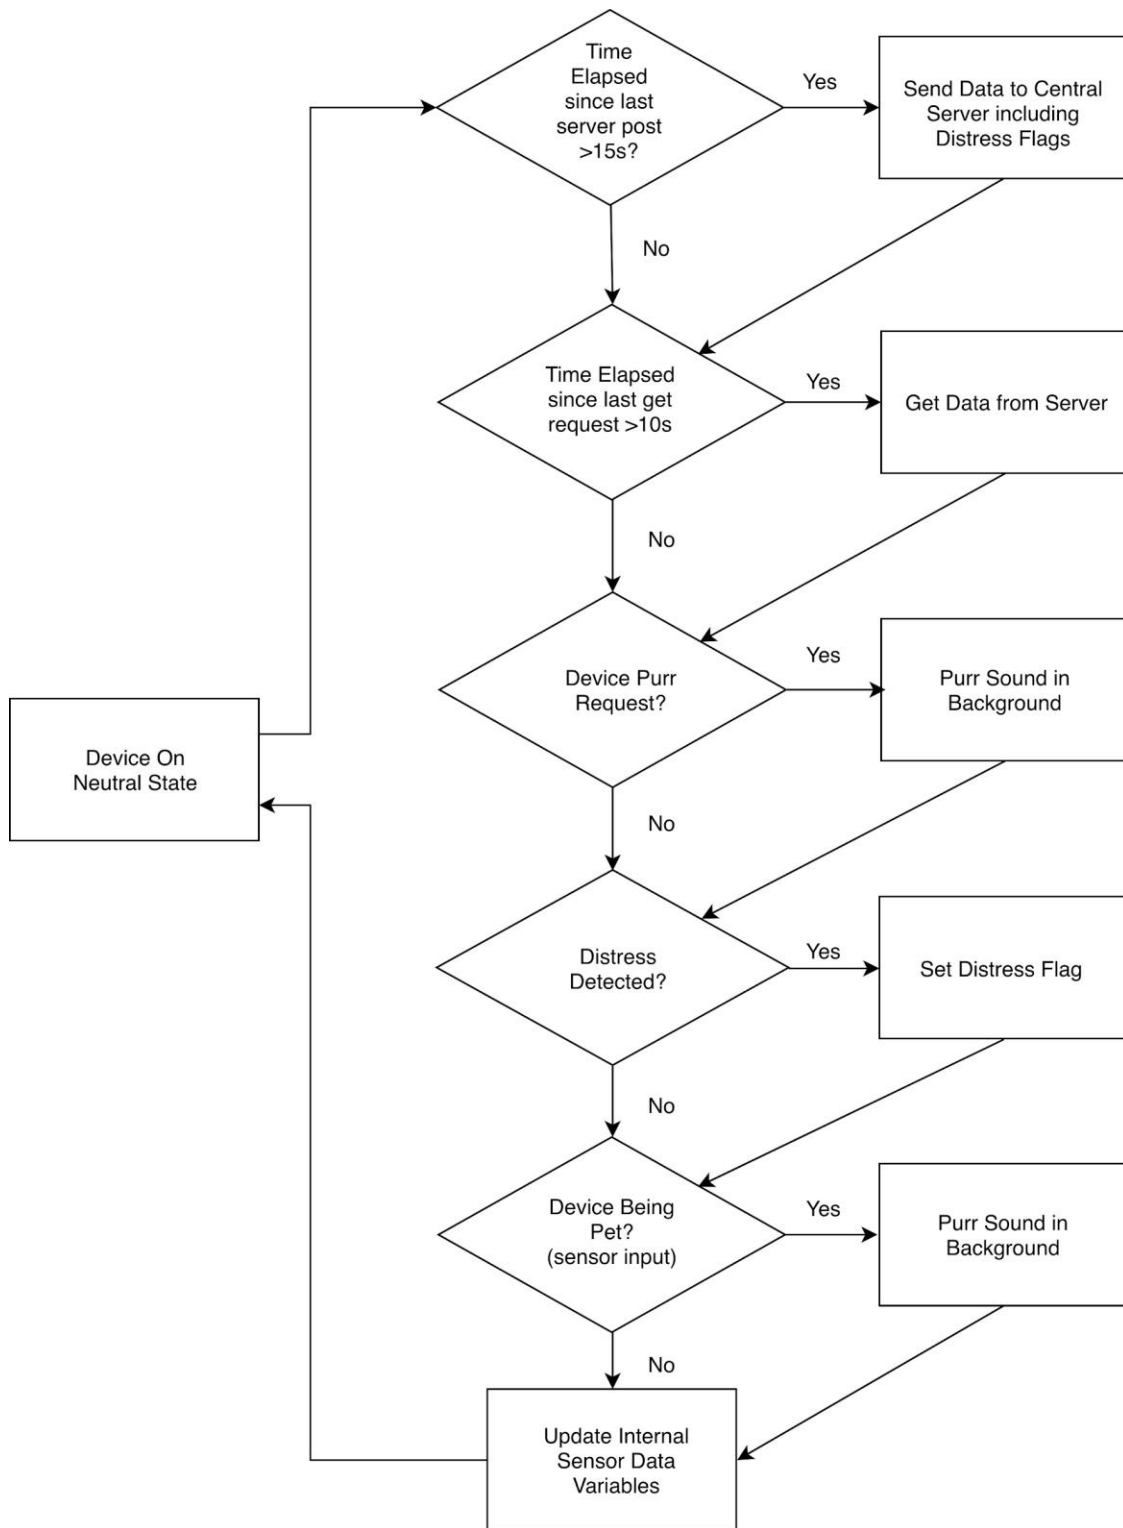 Time
Elapsed
since last
server post
>15s?
Yes
Send Data to Central
Server including
Distress Flags
No
Time Elapsed
since last get
request >10s
Yes
Get Data from Server
No
Device Purr
Request?
Yes
Purr Sound in
Background
Device On
Neutral State
No
Distress
Detected?
Yes
Set Distress Flag
No
Device Being
Pet?
(sensor input)
Yes
Purr Sound in
Background
No
Update Internal
Sensor Data
Variables